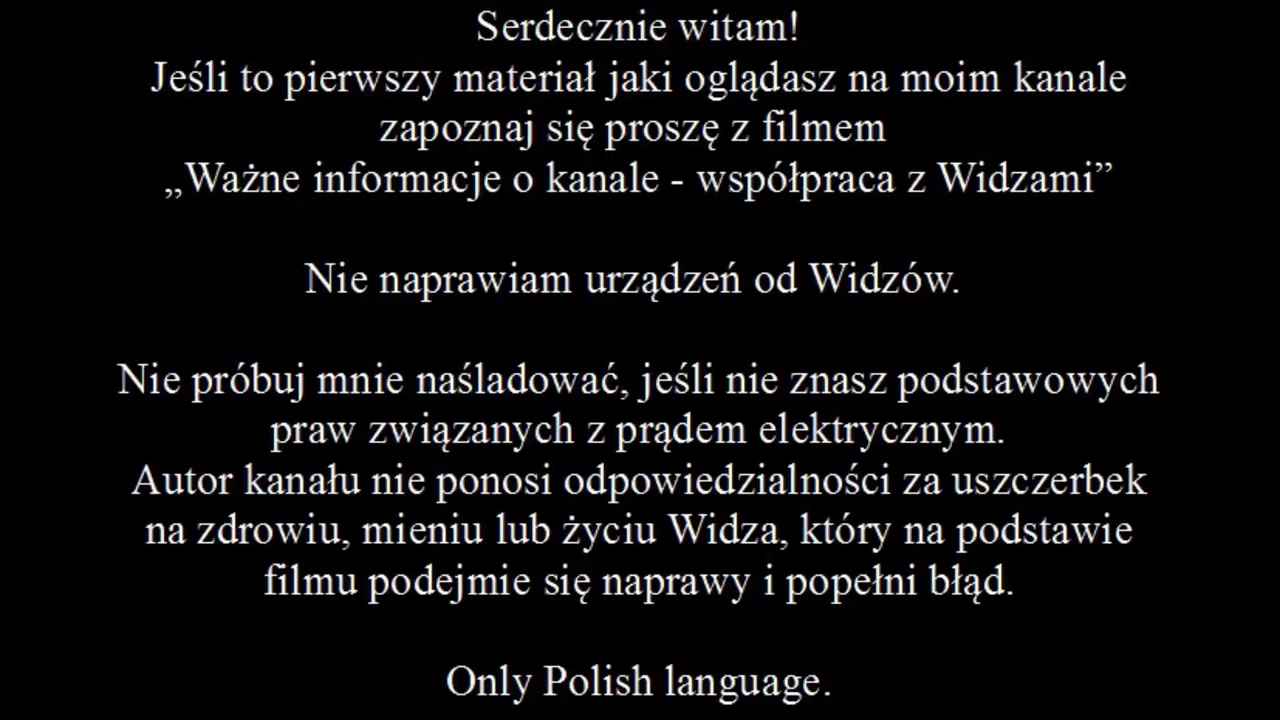 Serdecznie witam!
Jeśli to pierwszy materiał jaki oglądasz na moim kanale
zapoznaj się proszę z filmem
„Ważne informacje o kanale - współpraca z Widzami”
Nie naprawiam urządzeń od Widzów.
Nie próbuj mnie naśladować, jeśli nie znasz podstawowych
praw związanych z prądem elektrycznym.
Autor kanału nie ponosi odpowiedzialności za uszczerbek
na zdrowiu, mieniu lub życiu Widza, który na podstawie
filmu podejmie się naprawy i popełni błąd.
Only Polish language.